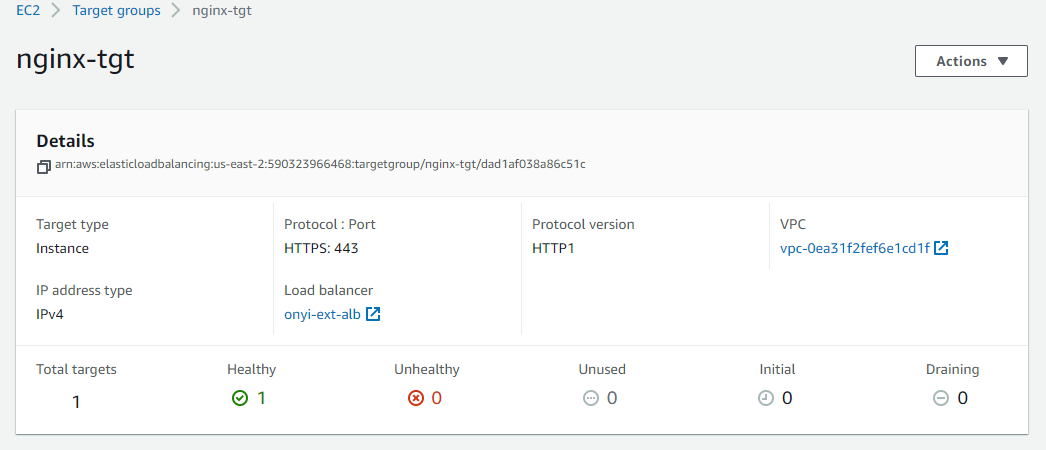 EC2 > Target groups > nginx-tgt
nginx-tgt
Actions
Details
arn:aws:elasticloadbalancing:us-east-2:590323966468:targetgroup/nginx-tgt/dad1af038a86c51c
Target type
Instance
Protocol : Port
HTTPS: 443
Protocol version
HTTP1
VPC
vpc-0ea31f2fef6e1cd1f
IP address type
IPv4
Load balancer
onyi-ext-alb
Total targets
1
Healthy
1
Unhealthy
0
Unused
0
Initial
0
Draining
0